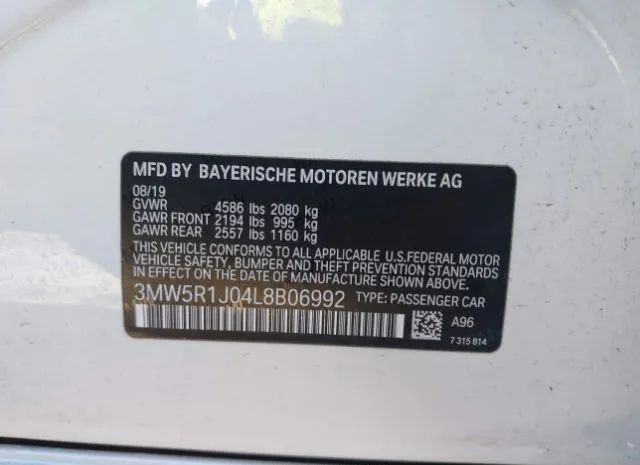 MFD BY BAYERISCHE MOTOREN WERKE AG
08/19
GVWR 4586 lbs 2080 kg
GAWR FRONT 2194 lbs 995 kg
GAWR REAR 2557 lbs 1160 kg
THIS VEHICLE CONFORMS TO ALL APPLICABLE U.S.FEDERAL MOTOR
VEHICLE SAFETY, BUMPER AND THEFT PREVENTION STANDARDS
IN EFFECT ON THE DATE OF MANUFACTURE SHOWN ABOVE.
3MW5R1J04L8B06992 TYPE: PASSENGER CAR
A96
7 315 814